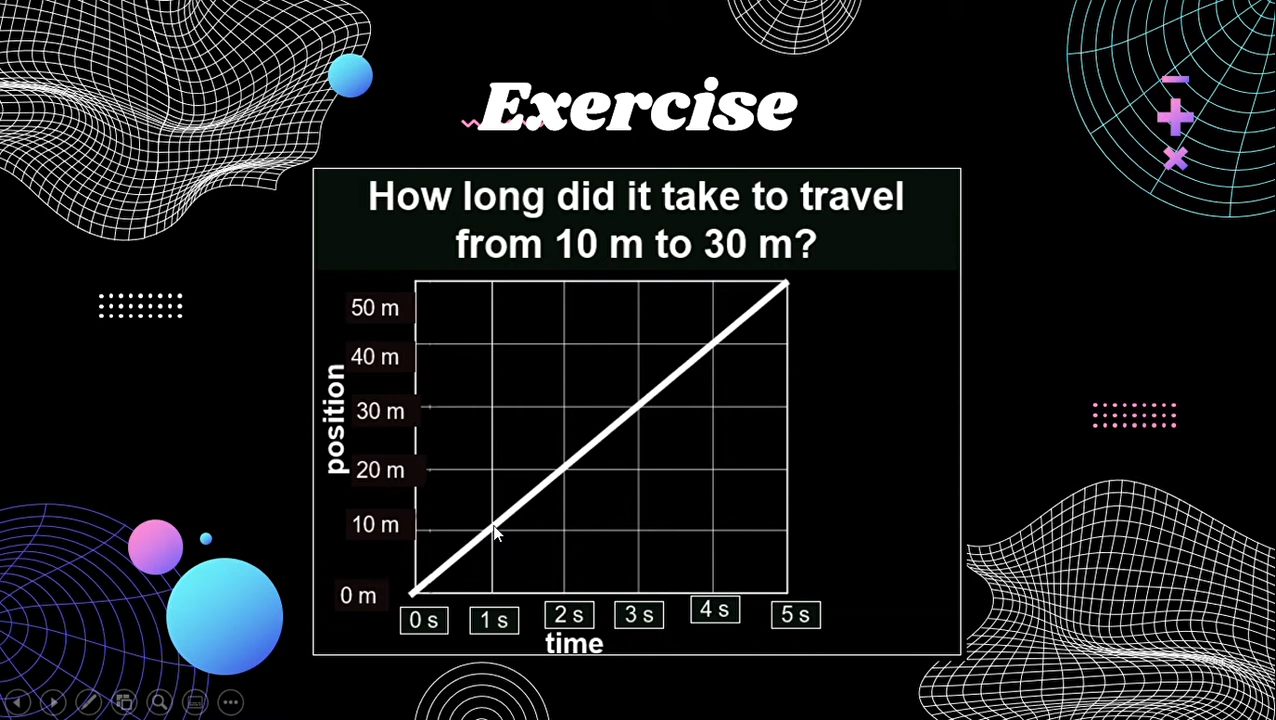 Exercise
How long did it take to travel
from 10 m to 30 m?
50 m
40 m
30 m
20 m
10 m
0 m
position
0 s
1 s
2 s
3 s
4 s
5 s
time